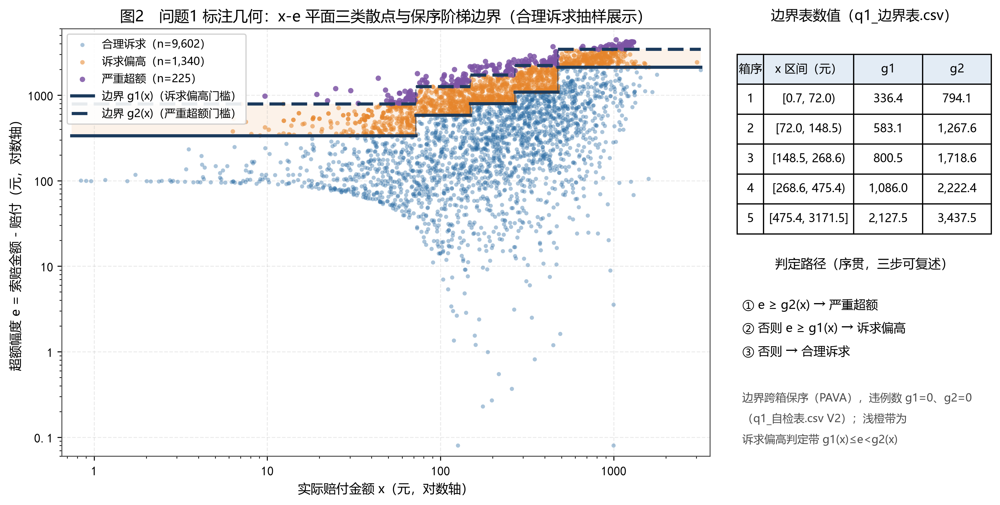 图2　问题1 标注几何：x-e 平面三类散点与保序阶梯边界（合理诉求抽样展示）
合理诉求（n=9,602）
诉求偏高（n=1,340）
严重超额（n=225）
边界 g1(x)（诉求偏高门槛）
边界 g2(x)（严重超额门槛）
超额幅度 e = 索赔金额 - 赔付（元，对数轴）
1000
100
10
1
0.1
1
10
100
1000
实际赔付金额 x（元，对数轴）
边界表数值（q1_边界表.csv）
箱序 x 区间（元） g1 g2
1 [0.7, 72.0) 336.4 794.1
2 [72.0, 148.5) 583.1 1,267.6
3 [148.5, 268.6) 800.5 1,718.6
4 [268.6, 475.4) 1,086.0 2,222.4
5 [475.4, 3171.5] 2,127.5 3,437.5
判定路径（序贯，三步可复述）
① e ≥ g2(x) → 严重超额
② 否则 e ≥ g1(x) → 诉求偏高
③ 否则 → 合理诉求
边界跨箱保序（PAVA），违例数 g1=0、g2=0
（q1_自检表.csv V2）；浅橙带为
诉求偏高判定带 g1(x)≤e<g2(x)